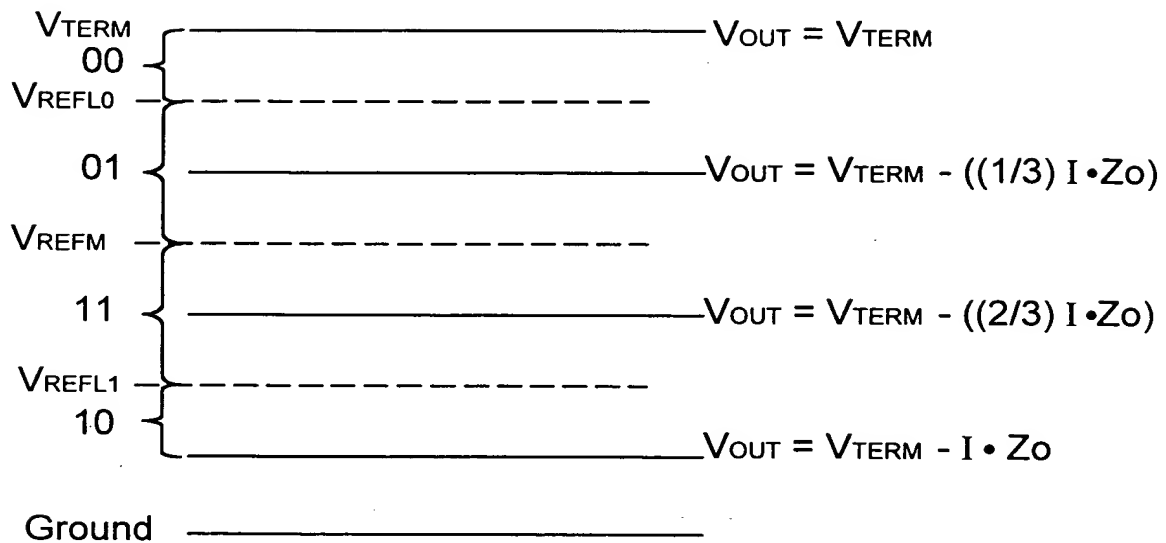 VTERM
VOUT = VTERM
00
VREFL0
01
VOUT = VTERM - ((1/3) I •Zo)
VREFM
11
VOUT = VTERM - ((2/3) I •Zo)
VREFL1
10
VOUT = VTERM - I • Zo
Ground